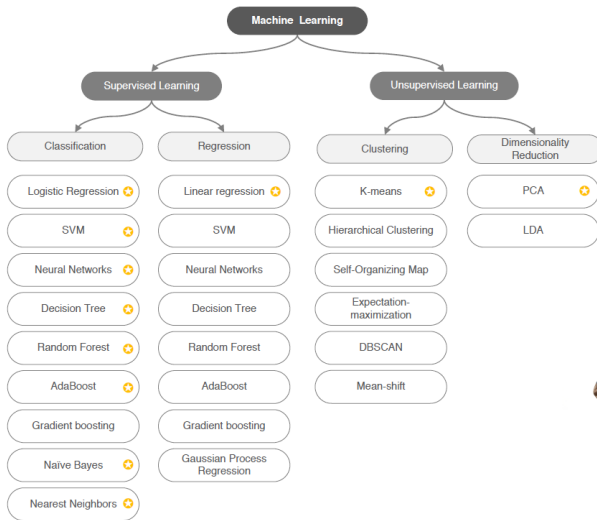 Machine Learning
Supervised Learning
Unsupervised Learning
Classification
Regression
Clustering
Dimensionality
Reduction
Logistic Regression
SVM
Neural Networks
Decision Tree
Random Forest
AdaBoost
Gradient boosting
Naïve Bayes
Nearest Neighbors
Linear regression
SVM
Neural Networks
Decision Tree
Random Forest
AdaBoost
Gradient boosting
Gaussian Process
Regression
K-means
Hierarchical Clustering
Self-Organizing Map
Expectation-
maximization
DBSCAN
Mean-shift
PCA
LDA